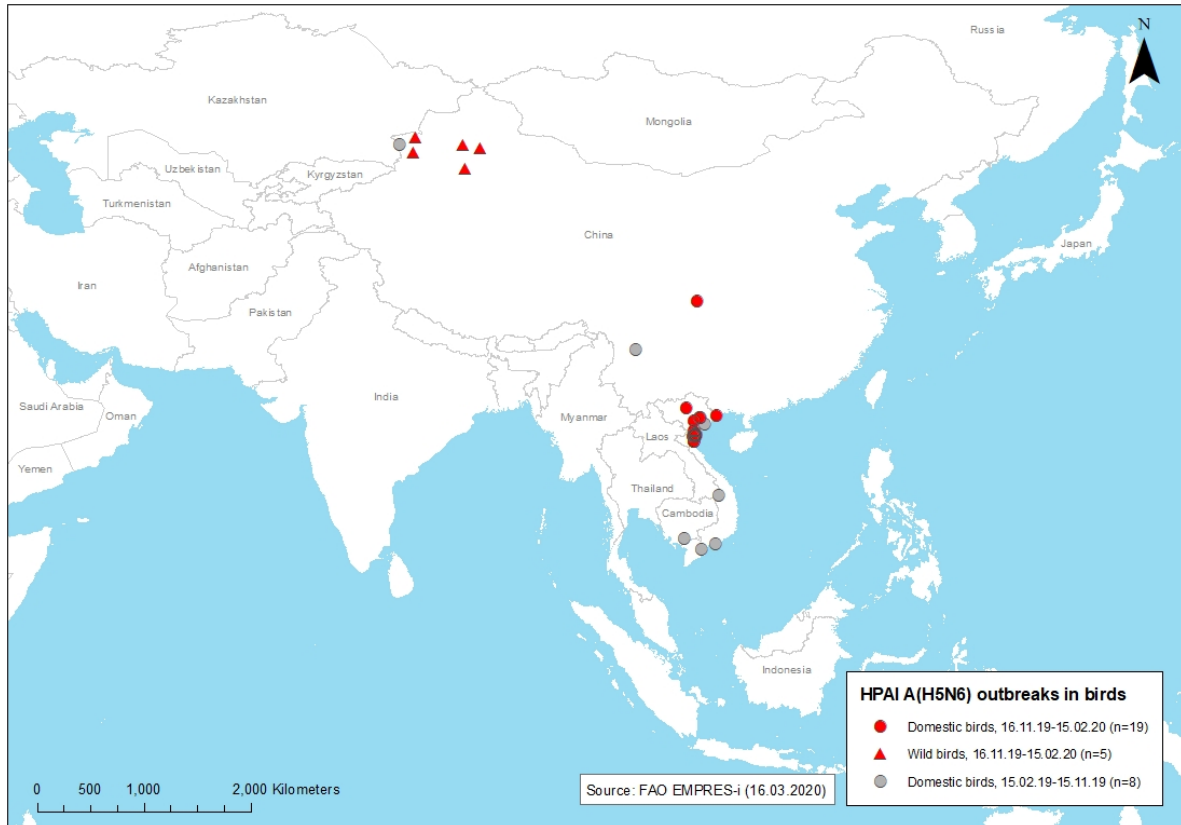 Russia
N
Kazakhstan
Mongolia
Uzbekistan
Kyrgyzstan
Turkmenistan
China
Japan
Afghanistan
Iran
Pakistan
India
Saudi Arabia
Oman
Myanmar
Laos
Yemen
Thailand
Cambodia
Indonesia
HPAI A(H5N6) outbreaks in birds
Domestic birds, 16.11.19-15.02.20 (n=19)
Wild birds, 16.11.19-15.02.20 (n=5)
Domestic birds, 15.02.19-15.11.19 (n=8)
0 500 1,000 2,000 Kilometers
Source: FAO EMPRES-i (16.03.2020)